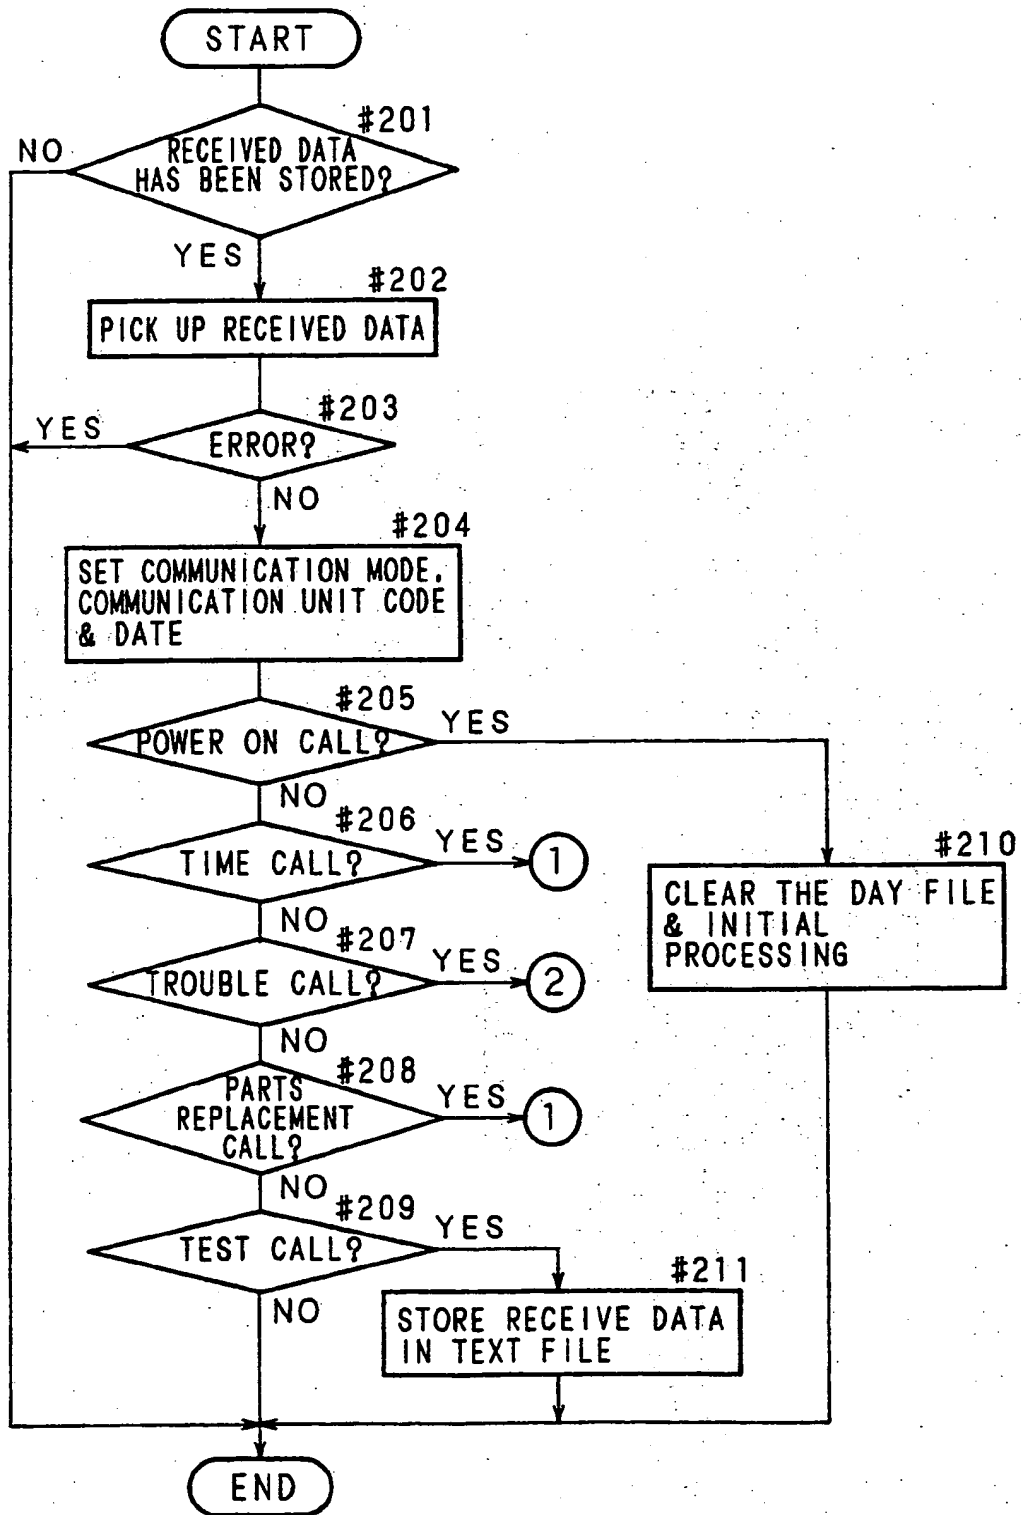 START
#201
NO
RECEIVED DATA
HAS BEEN STORED?
YES
#202
PICK UP RECEIVED DATA
#203
YES
ERROR?
NO
#204
SET COMMUNICATION MODE,
COMMUNICATION UNIT CODE
& DATE
#205
YES
POWER ON CALL?
NO
#206
YES
TIME CALL?
1
NO
#207
YES
TROUBLE CALL?
2
NO
#208
YES
PARTS
REPLACEMENT
CALL?
1
NO
#209
YES
TEST CALL?
NO
#210
CLEAR THE DAY FILE
& INITIAL
PROCESSING
#211
STORE RECEIVE DATA
IN TEXT FILE
END